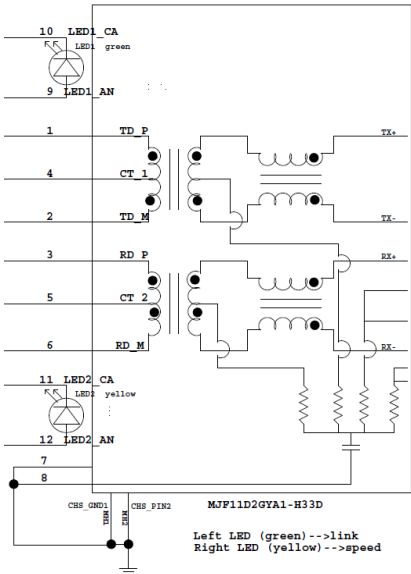 10 LED1_CA
LED1 green
9 LED1_AN
1 TD_P TX+
4 CT_1
2 TD_M TX-
3 RD_P RX+
5 CT_2
6 RD_M RX-
11 LED2_CA
LED2 yellow
12 LED2_AN
7
8
CHS_GND1 CHS_PIN2 MJF11D2GYA1-H33D
MH1 MH2
Left LED (green)-->link
Right LED (yellow)-->speed